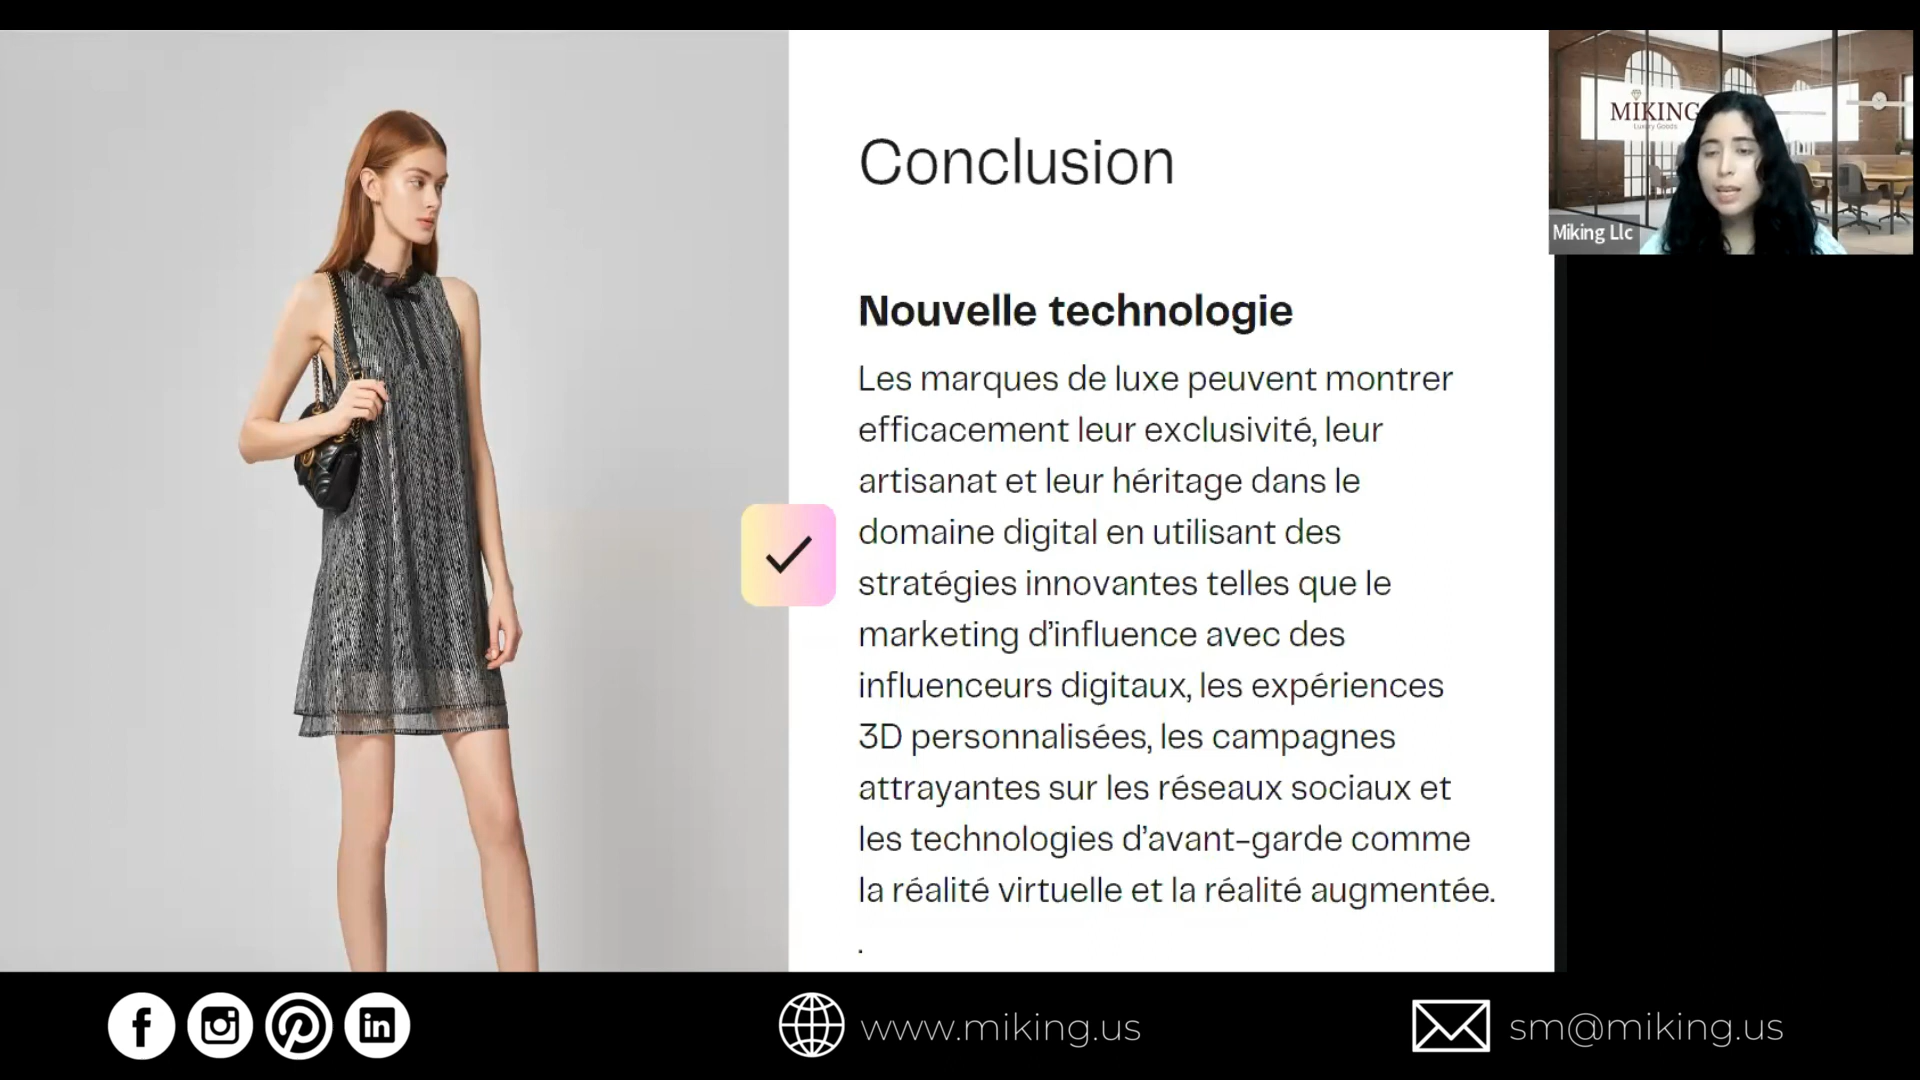 Conclusion
Nouvelle technologie
Les marques de luxe peuvent montrer
efficacement leur exclusivité, leur
artisanat et leur héritage dans le
domaine digital en utilisant des
stratégies innovantes telles que le
marketing d’influence avec des
influenceurs digitaux, les expériences
3D personnalisées, les campagnes
attrayantes sur les réseaux sociaux et
les technologies d’avant-garde comme
la réalité virtuelle et la réalité augmentée.
.
MIKING
Luxury Goods
Miking Llc
www.miking.us
sm@miking.us